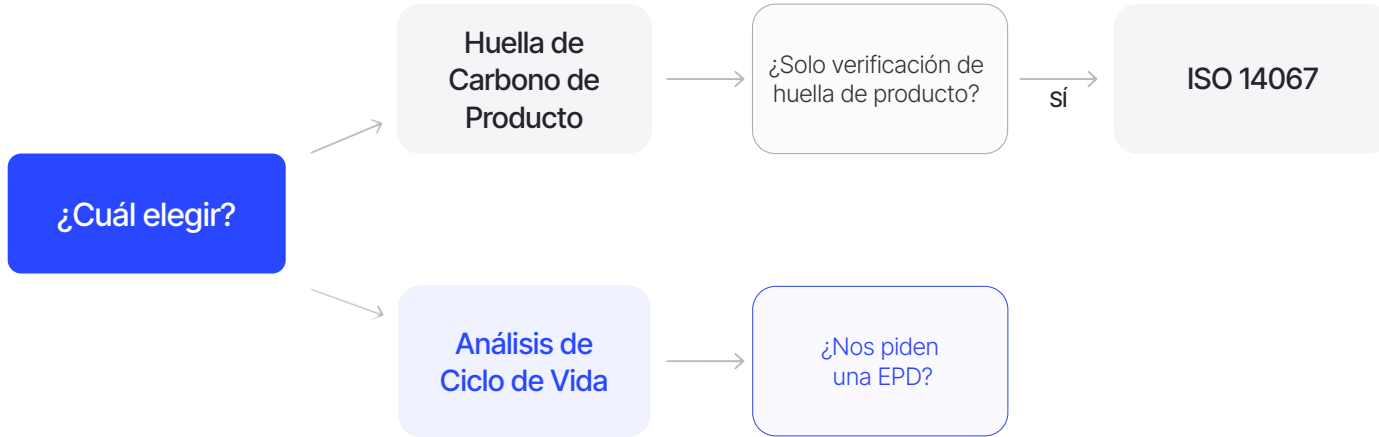 Huella de
Carbono de
Producto
¿Solo verificación de
huella de producto?
SÍ
ISO 14067
¿Cuál elegir?
Análisis de
Ciclo de Vida
¿Nos piden
una EPD?